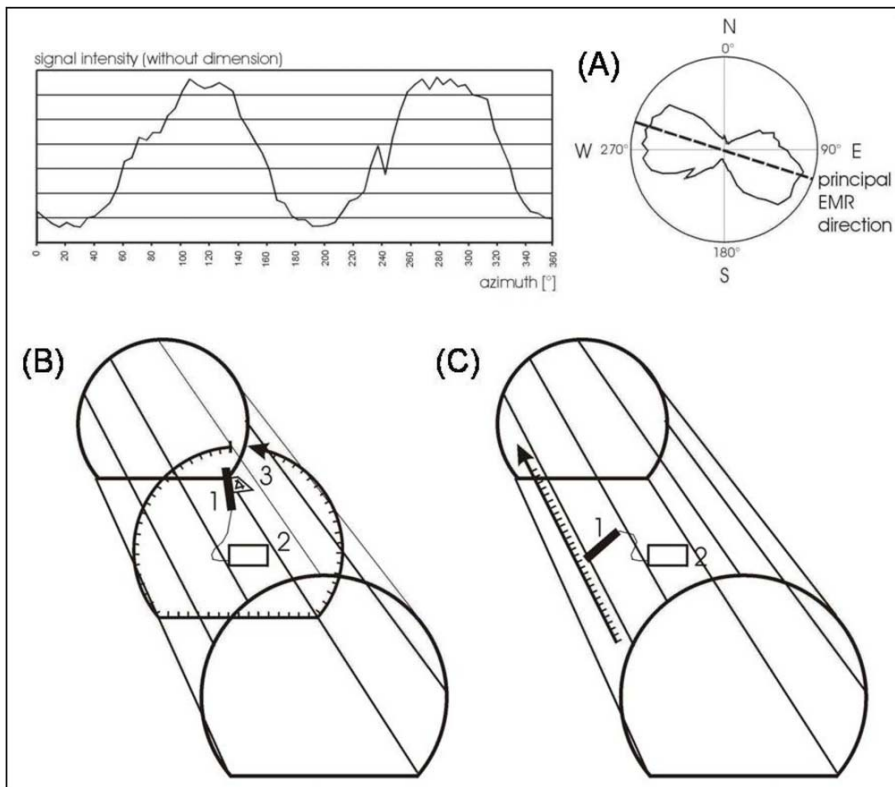 signal intensity (without dimension)
0 20 40 60 80 100 120 140 160 180 200 220 240 260 280 300 320 340 360
azimuth [°]
(A)
N
0°
W 270° 90° E
principal
EMR
direction
180°
S
(B)
3
1
2
(C)
1
2